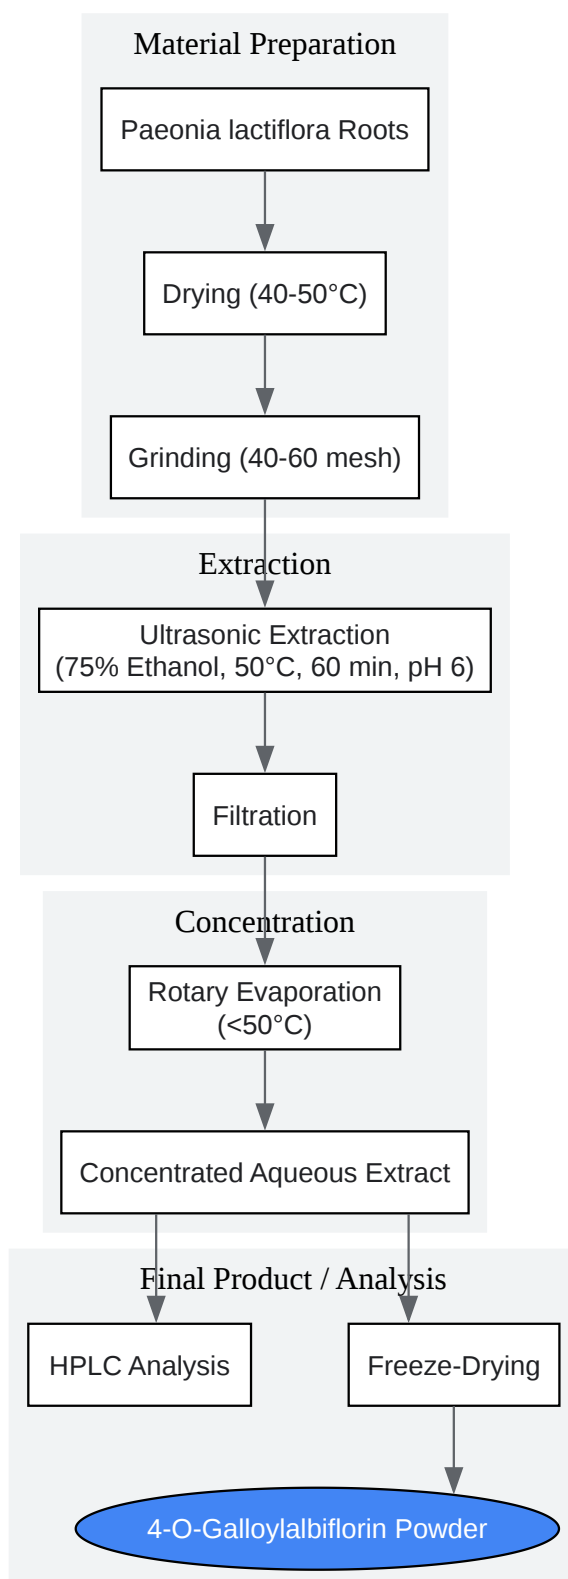 Material Preparation
Paeonia lactiflora Roots
Drying (40-50°C)
Grinding (40-60 mesh)
Extraction
Ultrasonic Extraction
(75% Ethanol, 50°C, 60 min, pH 6)
Filtration
Concentration
Rotary Evaporation
(<50°C)
Concentrated Aqueous Extract
Final Product / Analysis
HPLC Analysis
Freeze-Drying
4-O-Galloylalbiflorin Powder